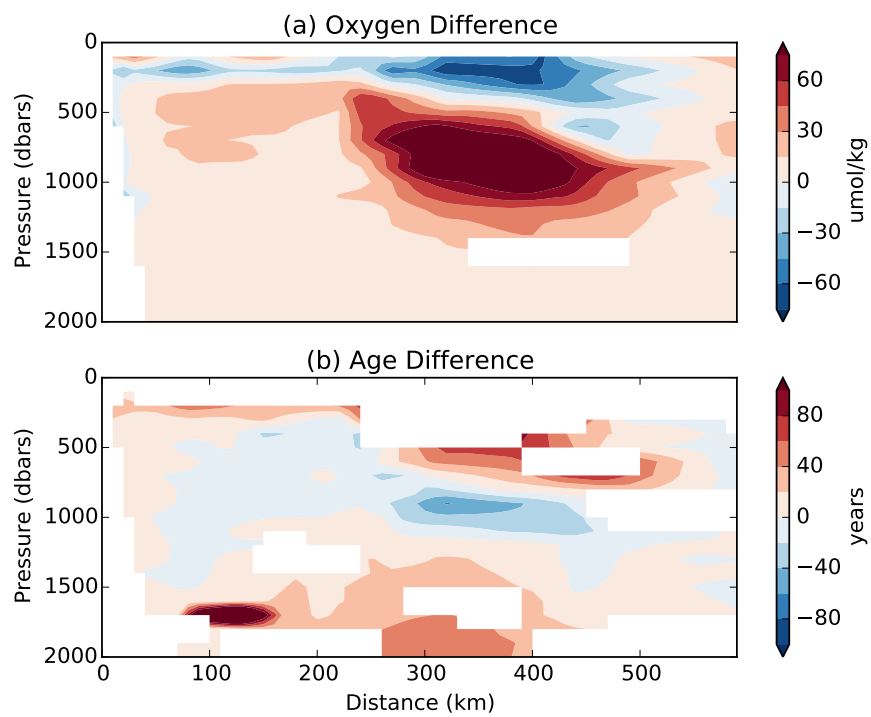 (a) Oxygen Difference
0
500
1000
1500
2000
Pressure (dbars)
60
30
0
−30
−60
umol/kg
(b) Age Difference
0
500
1000
1500
2000
Pressure (dbars)
0 100 200 300 400 500
Distance (km)
80
40
0
−40
−80
years